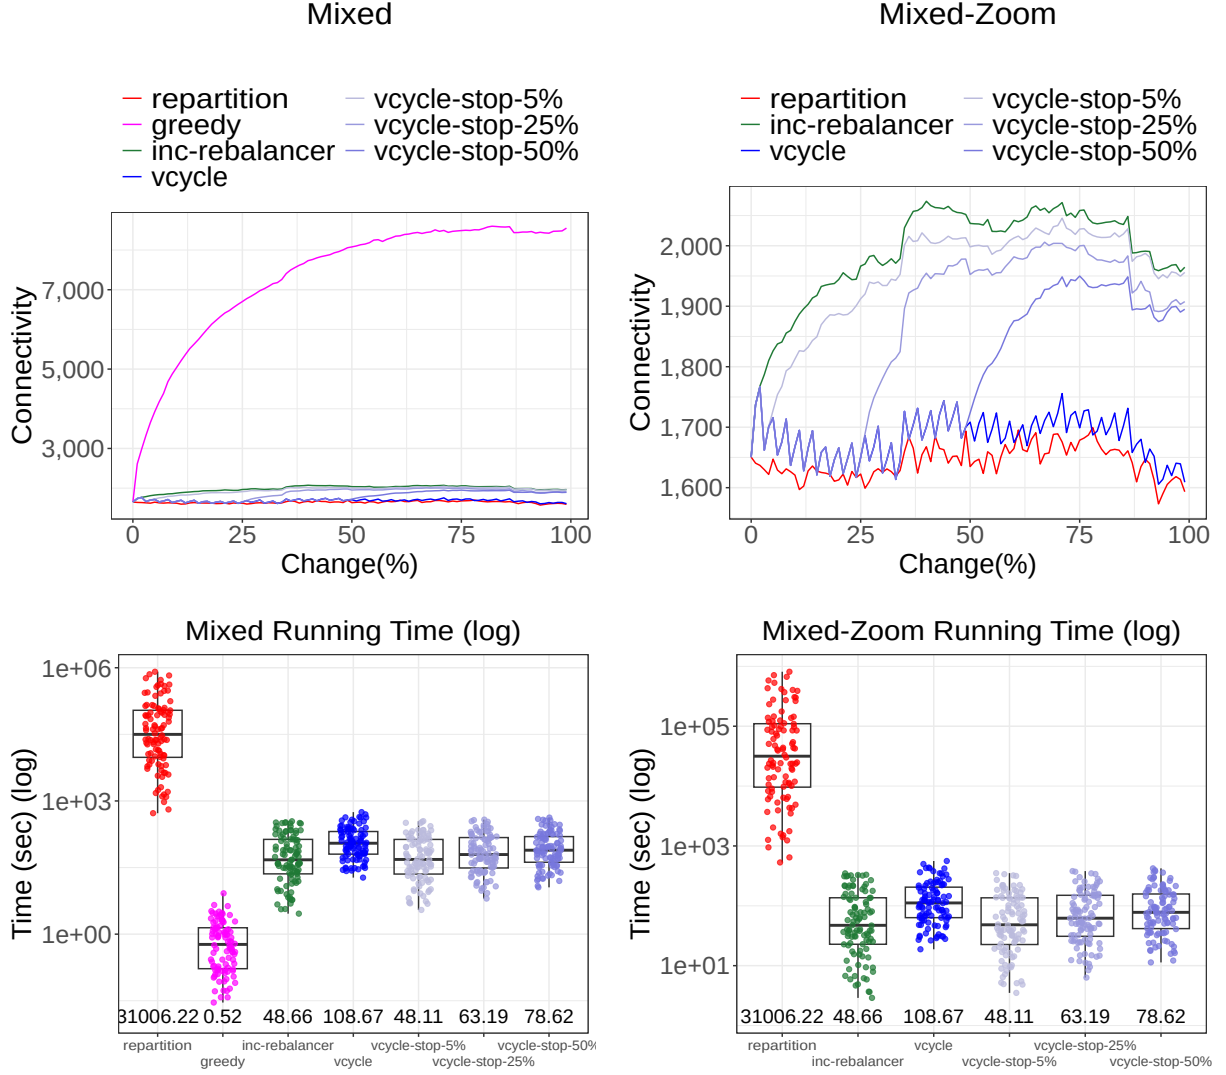 Mixed
repartition
greedy
inc-rebalancer
vcycle
vcycle-stop-5%
vcycle-stop-25%
vcycle-stop-50%
Connectivity
7,000
5,000
3,000
0
25
50
75
100
Change(%)
Mixed-Zoom
repartition
inc-rebalancer
vcycle
vcycle-stop-5%
vcycle-stop-25%
vcycle-stop-50%
Connectivity
2,000
1,900
1,800
1,700
1,600
0
25
50
75
100
Change(%)
Mixed Running Time (log)
Time (sec) (log)
1e+06
1e+03
1e+00
31006.22 0.52 48.66 108.67 48.11 63.19 78.62
repartition inc-rebalancer vcycle-stop-5% vcycle-stop-50%
greedy vcycle vcycle-stop-25%
Mixed-Zoom Running Time (log)
Time (sec) (log)
1e+05
1e+03
1e+01
31006.22 48.66 108.67 48.11 63.19 78.62
repartition vcycle vcycle-stop-25%
inc-rebalancer vcycle-stop-5% vcycle-stop-50%